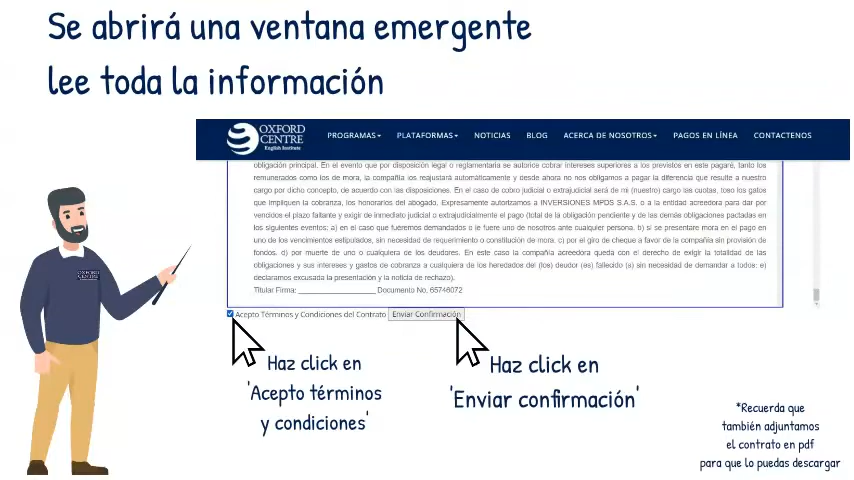 Se abrirá una ventana emergente
lee toda la información
OXFORD
CENTRE
English Institute
PROGRAMAS PLATAFORMAS NOTICIAS BLOG ACERCA DE NOSOTROS PAGOS EN LÍNEA CONTACTENOS
obligación principal. En el evento que por disposición legal o reglamentaria se autorice cobrar intereses superiores a los previstos en este pagaré, tanto los
remunerados como los de mora, la compañía los reajustará automáticamente y desde ahora no nos obligamos a pagar la diferencia que resulte a nuestro
cargo por dicho concepto, de acuerdo con las disposiciones. En el caso de cobro judicial o extrajudicial será de mi (nuestro) cargo las cuotas, toso los gatos
que impliquen la cobranza, los honorarios del abogado. Expresamente autorizamos a INVERSIONES MPDS S.A.S. o a la entidad acreedora para dar por
vencidos el plazo faltante y exigir de inmediato judicial o extrajudicialmente el pago (total de la obligación pendiente y de las demás obligaciones pactadas en
los siguientes eventos: a) en el caso que fuéremos demandados o le fuere uno de nosotros ante cualquier persona. b) si se presentare mora en el pago en
uno de los vencimientos estipulados, sin necesidad de requerimiento o constitución de mora. c) por el giro de cheque a favor de la compañía sin provisión de
fondos. d) por muerte de uno o cualquiera de los deudores. En este caso la compañía acreedora queda con el derecho de exigir la totalidad de las
obligaciones y sus intereses y gastos de cobranza a cualquiera de los heredados del (los) deudor (es) fallecido (s) sin necesidad de demandar a todos: e)
declaramos excusada la presentación y la noticia de rechazo).
Titular Firma: ____________________ Documento No. 65746072
Acepto Términos y Condiciones del Contrato Enviar Confirmación
OXFORD
CENTRE
Haz click en
'Acepto términos
y condiciones'
Haz click en
'Enviar confirmación'
*Recuerda que
también adjuntamos
el contrato en pdf
para que lo puedas descargar